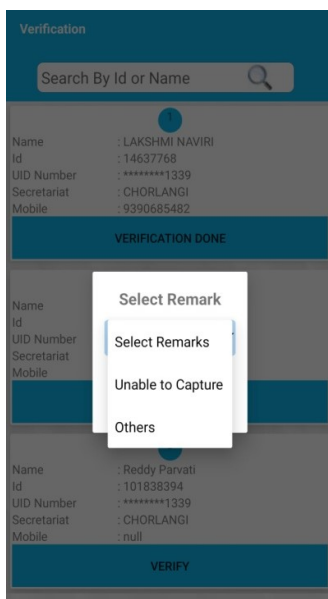 Verification
Search By Id or Name
1
Name : LAKSHMI NAVIRI
Id : 14637768
UID Number : ********1339
Secretariat : CHORLANGI
Mobile : 9390685482
VERIFICATION DONE
Select Remark
Name
Id
UID Number
Secretariat
Mobile
Select Remarks
Unable to Capture
Others
Name : Reddy Parvati
Id : 101838394
UID Number : ********1339
Secretariat : CHORLANGI
Mobile : null
VERIFY